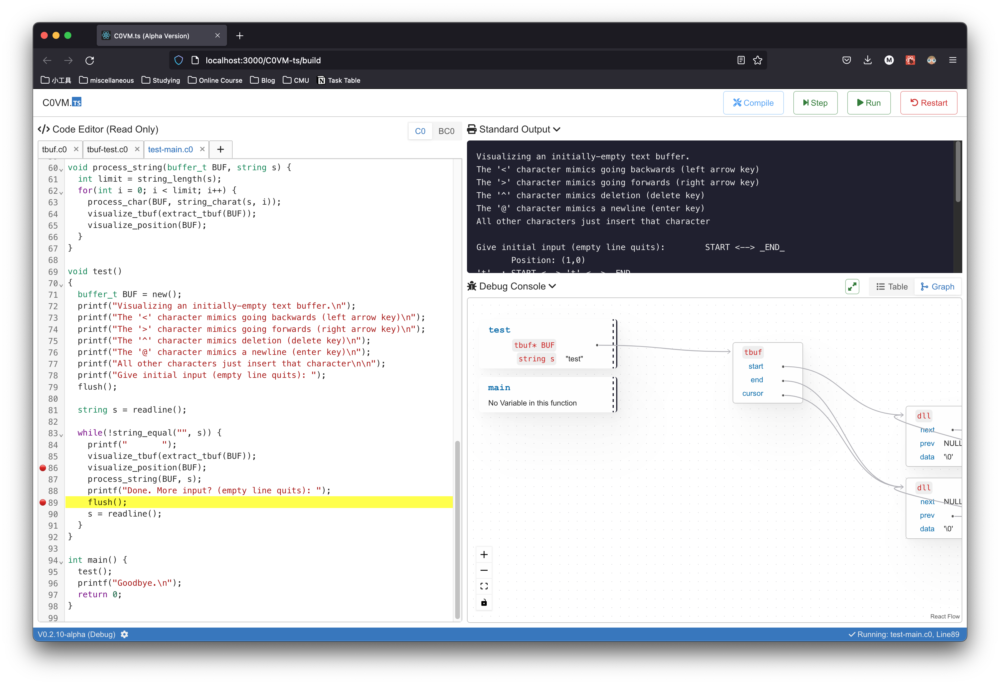 C0VM.ts (Alpha Version)
localhost:3000/C0VM-ts/build
M
小工具 miscellaneous Studying Online Course Blog CMU Task Table
C0VM.TS
Compile Step Run Restart
</> Code Editor (Read Only)
C0 BC0
tbuf.c0 tbuf-test.c0 test-main.c0 +
60 void process_string(buffer_t BUF, string s) {
61   int limit = string_length(s);
62   for(int i = 0; i < limit; i++) {
63     process_char(BUF, string_charat(s, i));
64     visualize_tbuf(extract_tbuf(BUF));
65     visualize_position(BUF);
66   }
67 }
68
69 void test()
70 {
71   buffer_t BUF = new();
72   printf("Visualizing an initially-empty text buffer.\n");
73   printf("The '<' character mimics going backwards (left arrow key)\n");
74   printf("The '>' character mimics going forwards (right arrow key)\n");
75   printf("The '^' character mimics deletion (delete key)\n");
76   printf("The '@' character mimics a newline (enter key)\n");
77   printf("All other characters just insert that character\n\n");
78   printf("Give initial input (empty line quits): ");
79   flush();
80
81   string s = readline();
82
83   while(!string_equal("", s)) {
84     printf("       ");
85     visualize_tbuf(extract_tbuf(BUF));
86     visualize_position(BUF);
87     process_string(BUF, s);
88     printf("Done. More input? (empty line quits): ");
89     flush();
90     s = readline();
91   }
92 }
93
94 int main() {
95   test();
96   printf("Goodbye.\n");
97   return 0;
98 }
99
Standard Output
Visualizing an initially-empty text buffer.
The '<' character mimics going backwards (left arrow key)
The '>' character mimics going forwards (right arrow key)
The '^' character mimics deletion (delete key)
The '@' character mimics a newline (enter key)
All other characters just insert that character
Give initial input (empty line quits):        START <--> _END_
Position: (1,0)
Debug Console
Table Graph
test
tbuf* BUF
string s "test"
main
No Variable in this function
tbuf
start
end
cursor
dll
next
prev NULL
data '\0'
dll
next NULL
prev
data '\0'
React Flow
V0.2.10-alpha (Debug)
Running: test-main.c0, Line89